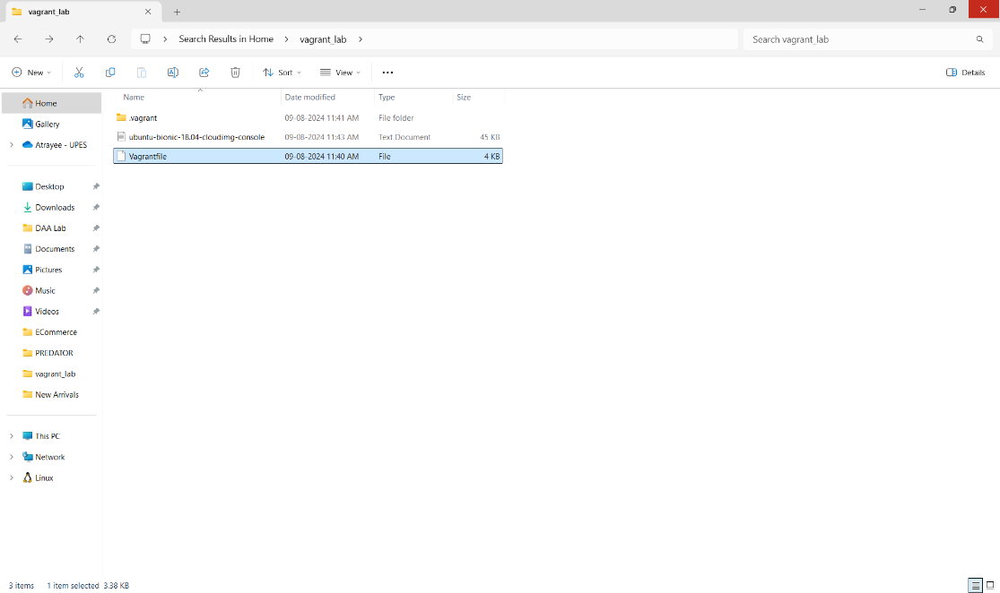 vagrant_lab
Search Results in Home
vagrant_lab
Search vagrant_lab
New
Sort
View
Details
Name
Date modified
Type
Size
Home
Gallery
Atrayee - UPES
Desktop
Downloads
DAA Lab
Documents
Pictures
Music
Videos
ECommerce
PREDATOR
vagrant_lab
New Arrivals
This PC
Network
Linux
.vagrant 09-08-2024 11:41 AM File folder
ubuntu-bionic-18.04-cloudimg-console 09-08-2024 11:43 AM Text Document 45 KB
Vagrantfile 09-08-2024 11:40 AM File 4 KB
3 items 1 item selected 3.38 KB